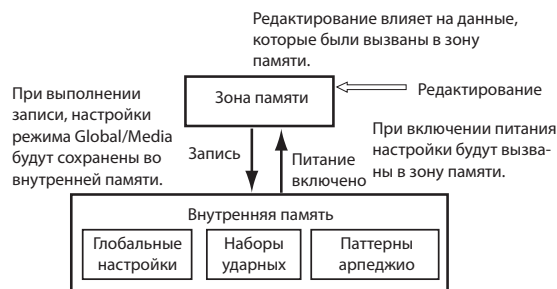 Редактирование влияет на данные,
которые были вызваны в зону
памяти.
При выполнении
записи, настройки
режима Global/Media
будут сохранены во
внутренней памяти.
Зона памяти
Редактирование
При включении питания
настройки будут вызва-
ны в зону памяти.
Запись
Питание
включено
Внутренняя память
Глобальные
настройки
Наборы
ударных
Паттерны
арпеджио